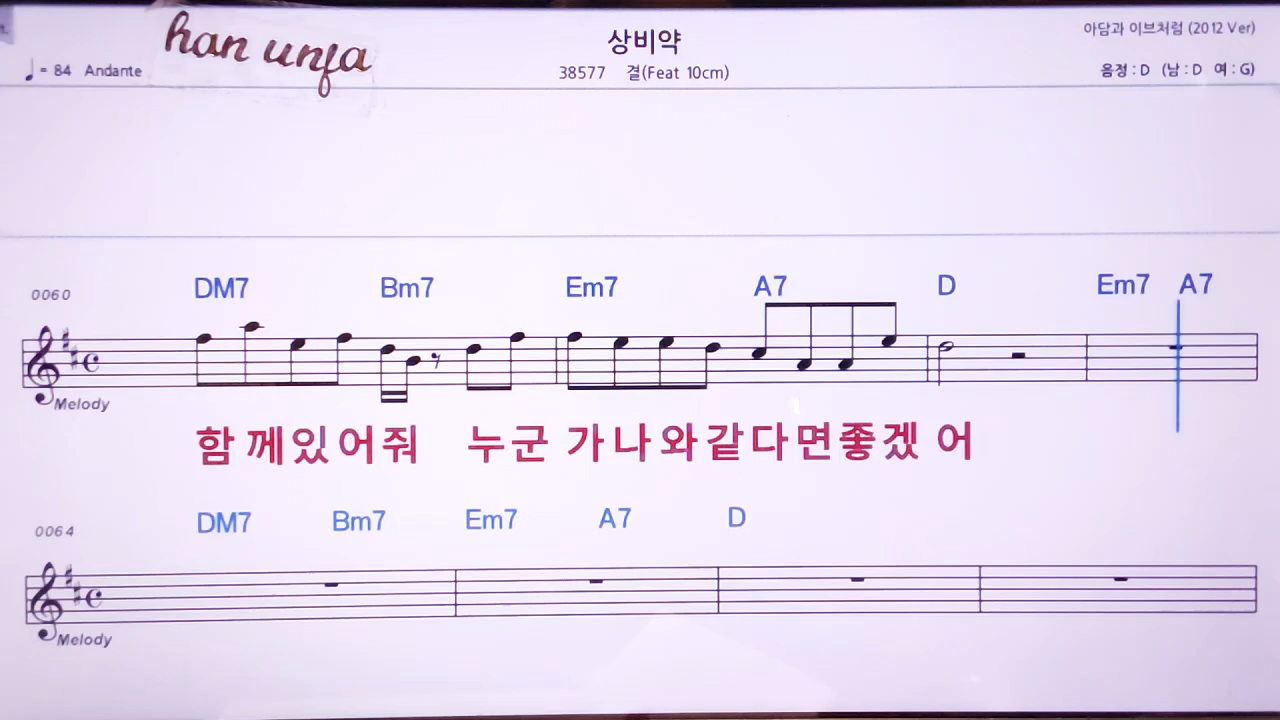 han unja
상비약
아담과 이브처럼 (2012 Ver)
♩= 84 Andante
38577 결(Feat 10cm)
음정 : D (남 : D 여 : G)
0060
DM7 Bm7 Em7 A7 D Em7 A7
Melody
함께있어줘 누군 가나와같다면좋겠 어
0064
DM7 Bm7 Em7 A7 D
Melody